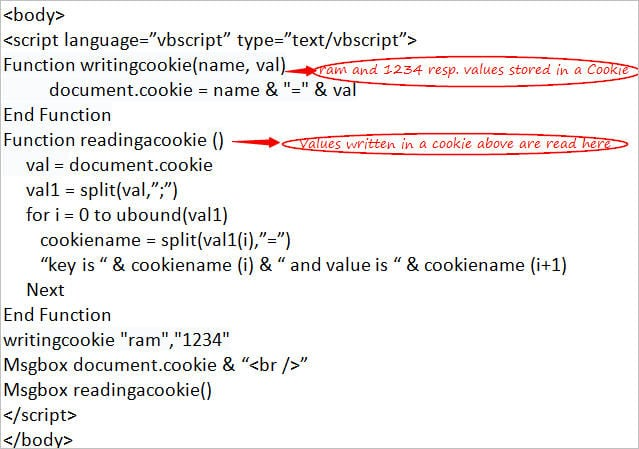 <body>
<script language=”vbscript” type=”text/vbscript”>
Function writingcookie(name, val) ram and 1234 resp. values stored in a Cookie
document.cookie = name & "=" & val
End Function
Function readingacookie () Values written in a cookie above are read here
val = document.cookie
val1 = split(val,”;”)
for i = 0 to ubound(val1)
cookiename = split(val1(i),”=”)
“key is “ & cookiename (i) & “ and value is “ & cookiename (i+1)
Next
End Function
writingcookie "ram","1234"
Msgbox document.cookie & “<br />”
Msgbox readingacookie()
</script>
</body>